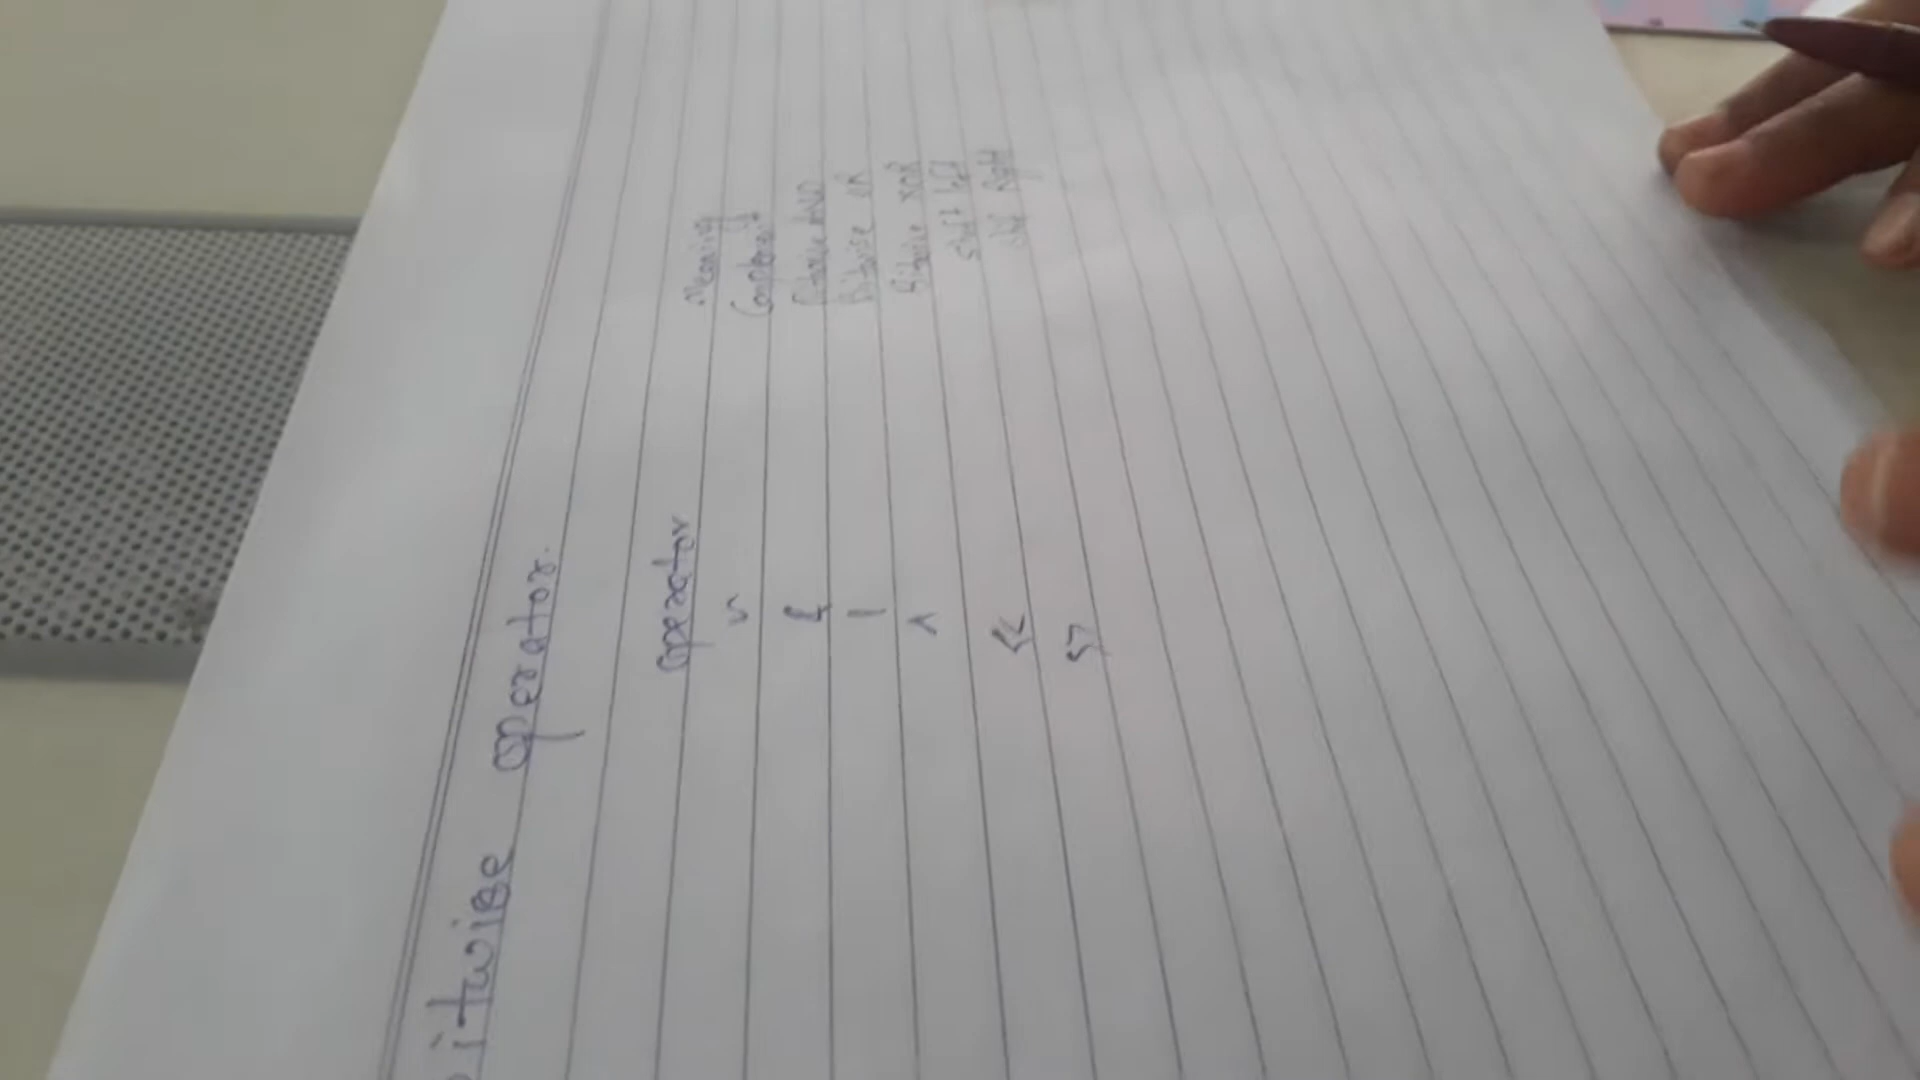 itwise operator.
operator Meaning
~ Complement
& Bitwise AND
| Bitwise OR
^ Bitwise XOR
<< Shift left
>> Shift Right